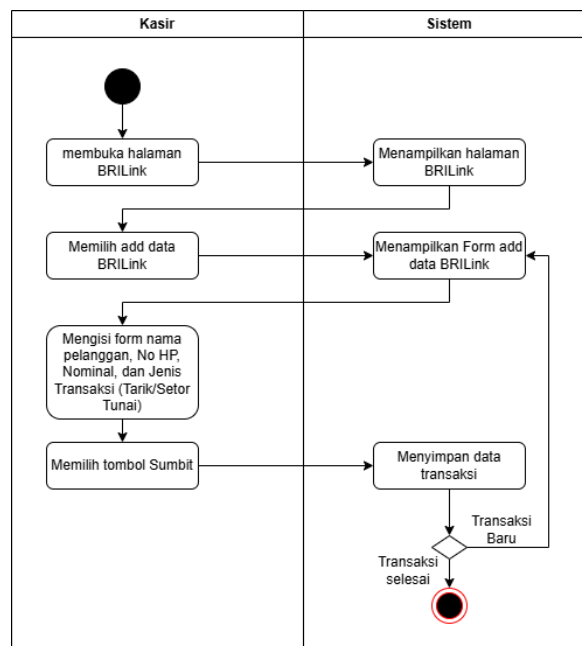 Kasir
Sistem
membuka halaman
BRILink
Menampilkan halaman
BRILink
Memilih add data
BRILink
Menampilkan Form add
data BRILink
Mengisi form nama
pelanggan, No HP,
Nominal, dan Jenis
Transaksi (Tarik/Setor
Tunai)
Memilih tombol Sumbit
Menyimpan data
transaksi
Transaksi
Baru
Transaksi
selesai